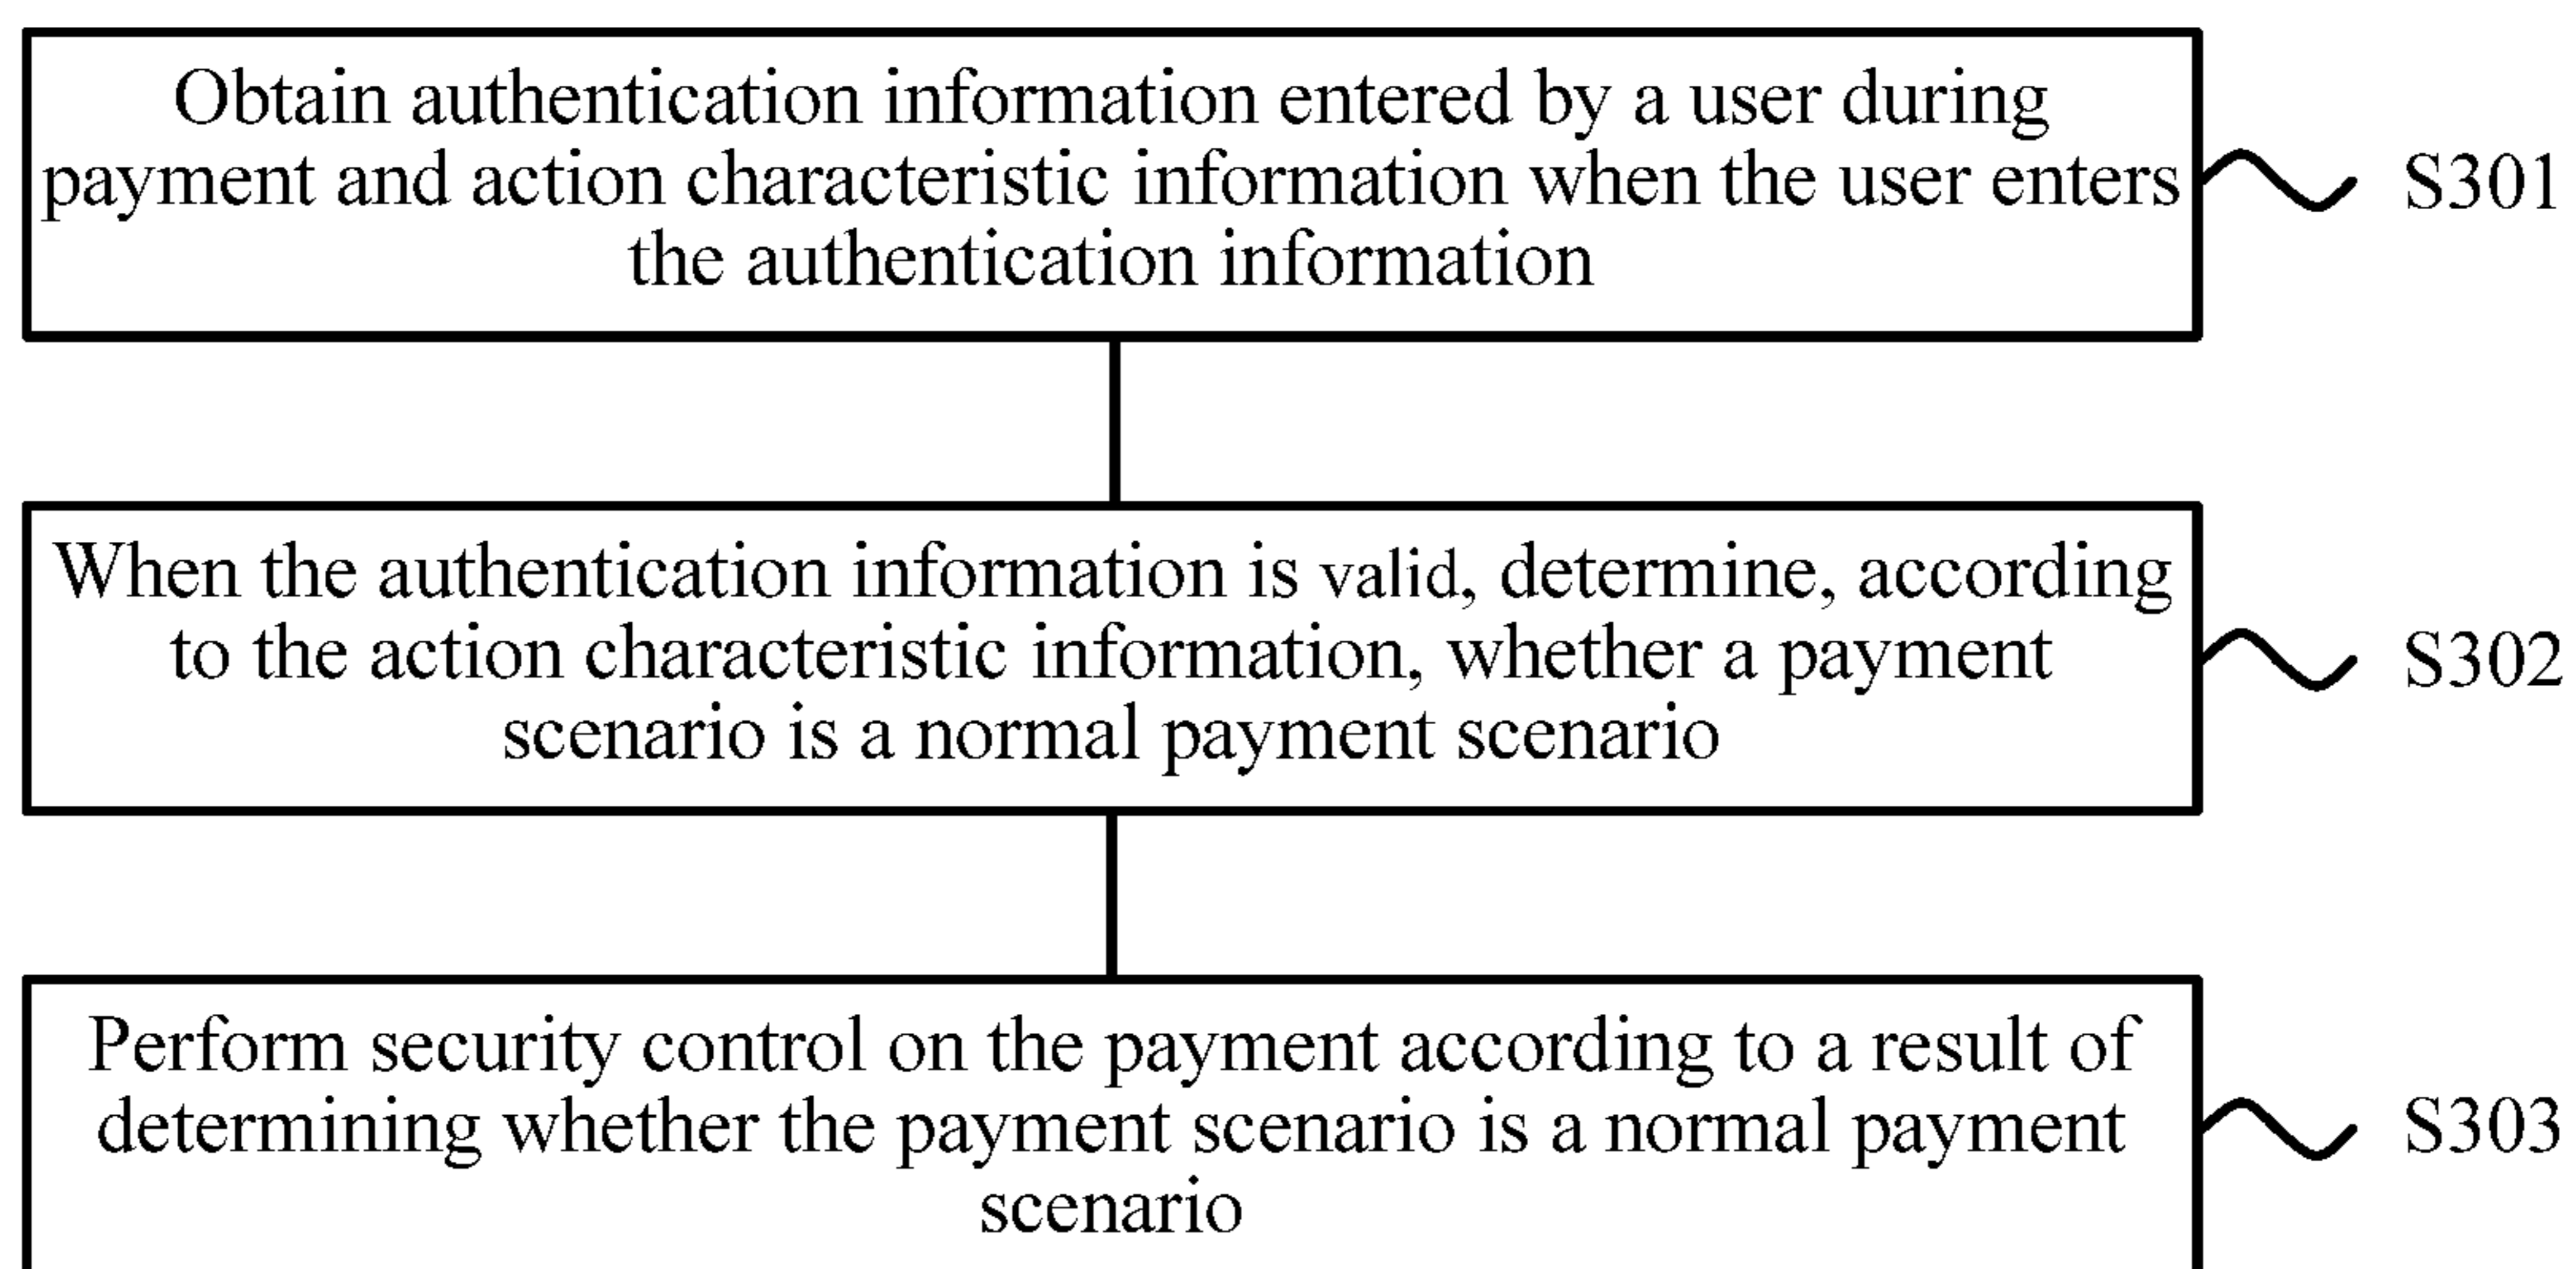 Obtain authentication information entered by a user during
payment and action characteristic information when the user enters
the authentication information
S301
When the authentication information is valid, determine, according
to the action characteristic information, whether a payment
scenario is a normal payment scenario
S302
Perform security control on the payment according to a result of
determining whether the payment scenario is a normal payment
scenario
S303